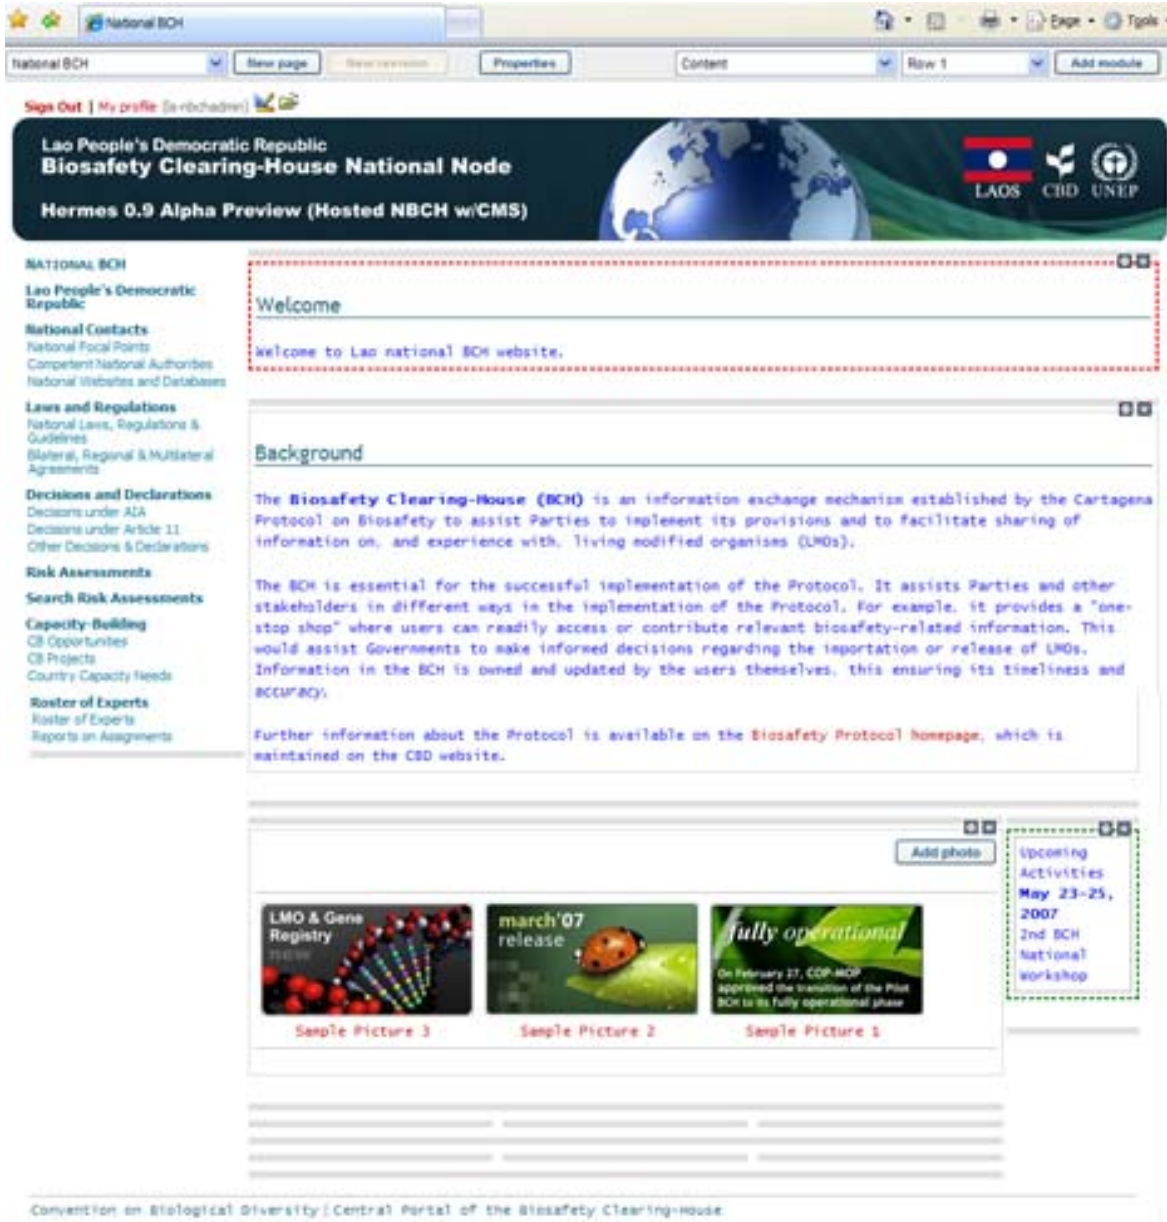 National BCH
Page
Tools
National BCH
New page
New revision
Properties
Content
Row 1
Add module
Sign Out | My profile (la-nbchadmin)
Lao People's Democratic Republic
Biosafety Clearing-House National Node
Hermes 0.9 Alpha Preview (Hosted NBCH w/CMS)
LAOS CBD UNEP
NATIONAL BCH
Lao People's Democratic
Republic
National Contacts
National Focal Points
Competent National Authorities
National Websites and Databases
Laws and Regulations
National Laws, Regulations &
Guidelines
Bilateral, Regional & Multilateral
Agreements
Decisions and Declarations
Decisions under AIA
Decisions under Article 11
Other Decisions & Declarations
Risk Assessments
Search Risk Assessments
Capacity-Building
CB Opportunities
CB Projects
Country Capacity Needs
Roster of Experts
Roster of Experts
Reports on Assignments
Welcome
Welcome to Lao national BCH website.
Background
The Biosafety Clearing-House (BCH) is an information exchange mechanism established by the Cartagena
Protocol on Biosafety to assist Parties to implement its provisions and to facilitate sharing of
information on, and experience with, living modified organisms (LMOs).
The BCH is essential for the successful implementation of the Protocol. It assists Parties and other
stakeholders in different ways in the implementation of the Protocol. For example, it provides a "one-
stop shop" where users can readily access or contribute relevant biosafety-related information. This
would assist Governments to make informed decisions regarding the importation or release of LMOs.
Information in the BCH is owned and updated by the users themselves, this ensuring its timeliness and
accuracy.
Further information about the Protocol is available on the Biosafety Protocol homepage, which is
maintained on the CBD website.
Add photo
LMO & Gene
Registry
march'07
release
fully operational
On February 27, COP-MOP
approved the transition of the Pilot
BCH to its fully operational phase
Sample Picture 3
Sample Picture 2
Sample Picture 1
Upcoming
Activities
May 23-25,
2007
2nd BCH
National
Workshop
Convention on Biological Diversity | Central Portal of the Biosafety Clearing-House